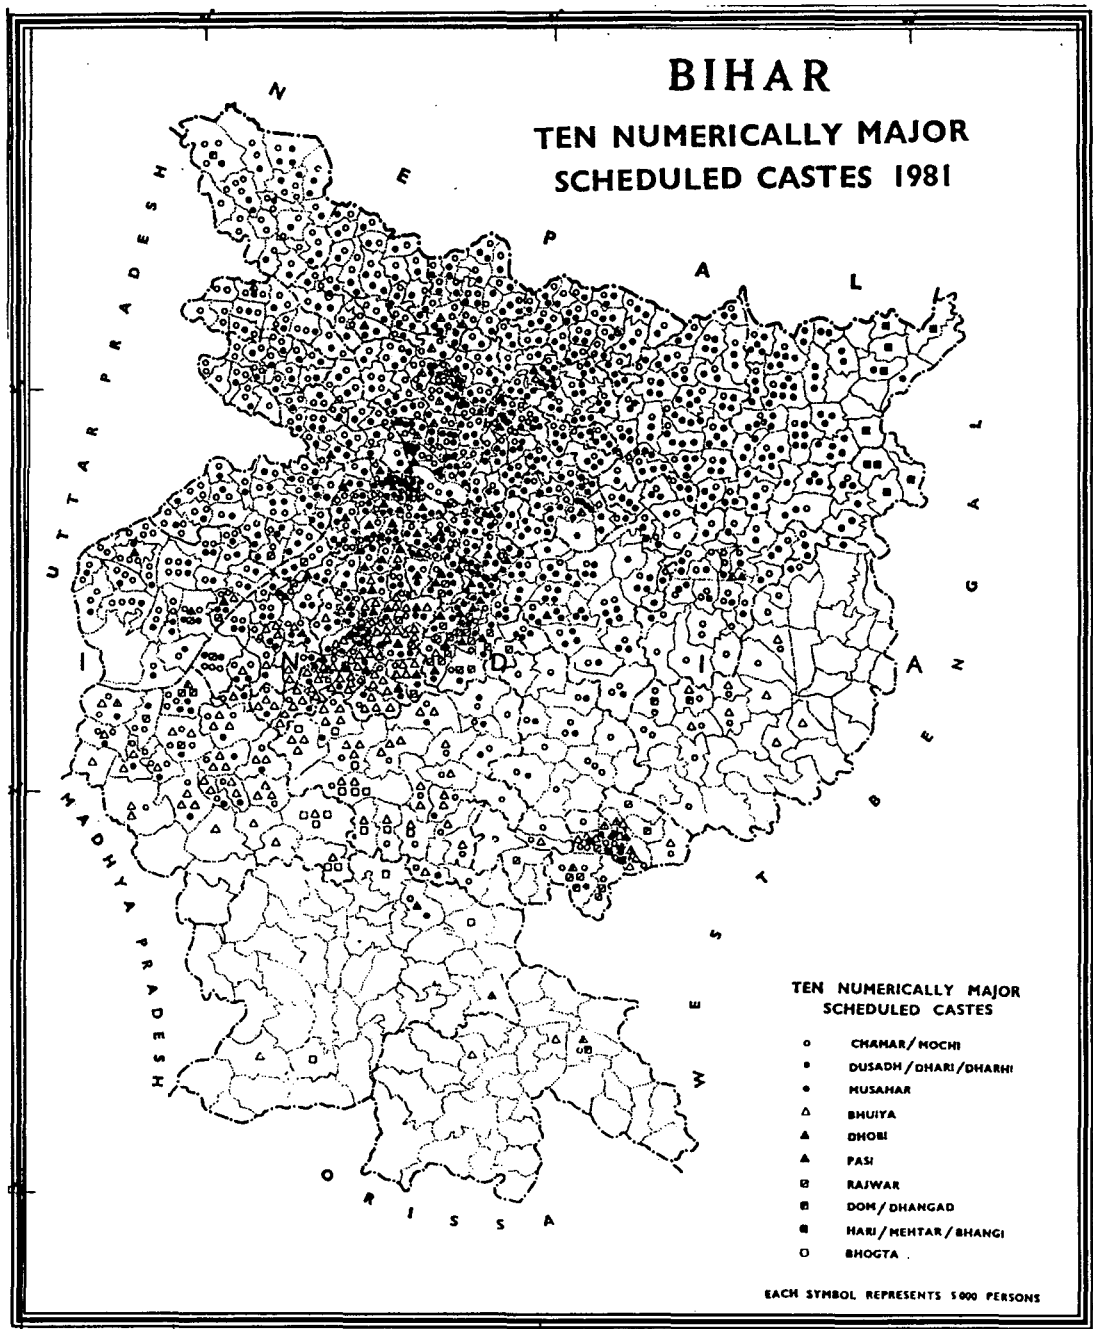 BIHAR
TEN NUMERICALLY MAJOR
SCHEDULED CASTES 1981
NEPAL
UTTAR PRADESH
INDIA
WEST BENGAL
MADHYA PRADESH
ORISSA
TEN NUMERICALLY MAJOR
SCHEDULED CASTES
CHAMAR/MOCHI
DUSADH/DHARI/DHARHI
MUSAHAR
BHUIYA
DHOBI
PASI
RAJWAR
DOM/DHANGAD
HARI/MEHTAR/BHANGI
BHOGTA
EACH SYMBOL REPRESENTS 5000 PERSONS